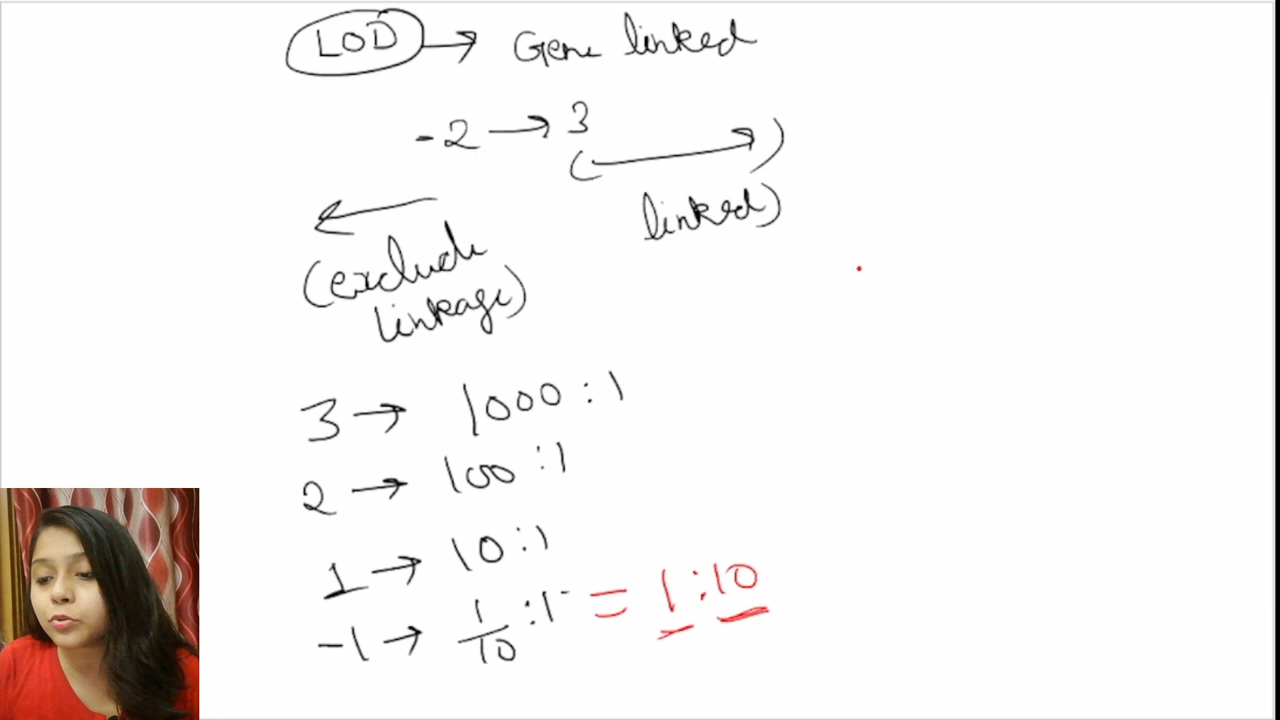 LOD → Gene linked
-2 → 3
( → )
←
linked)
(exclude
linkage)
3 → 1000 : 1
2 → 100 : 1
1 → 10 : 1
-1 → 1/10 : 1 = 1 : 10